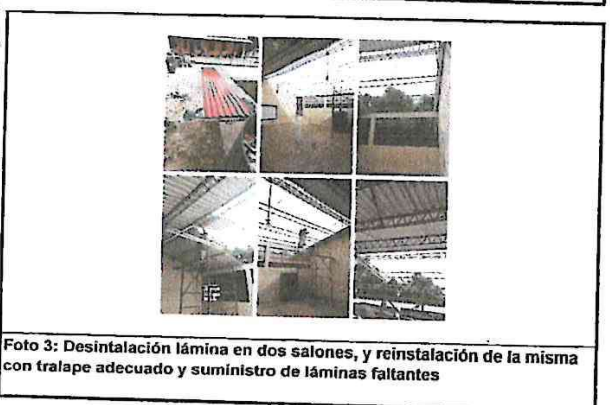 Foto 3: Desintalación lámina en dos salones, y reinstalación de la misma
con tralape adecuado y suministro de láminas faltantes